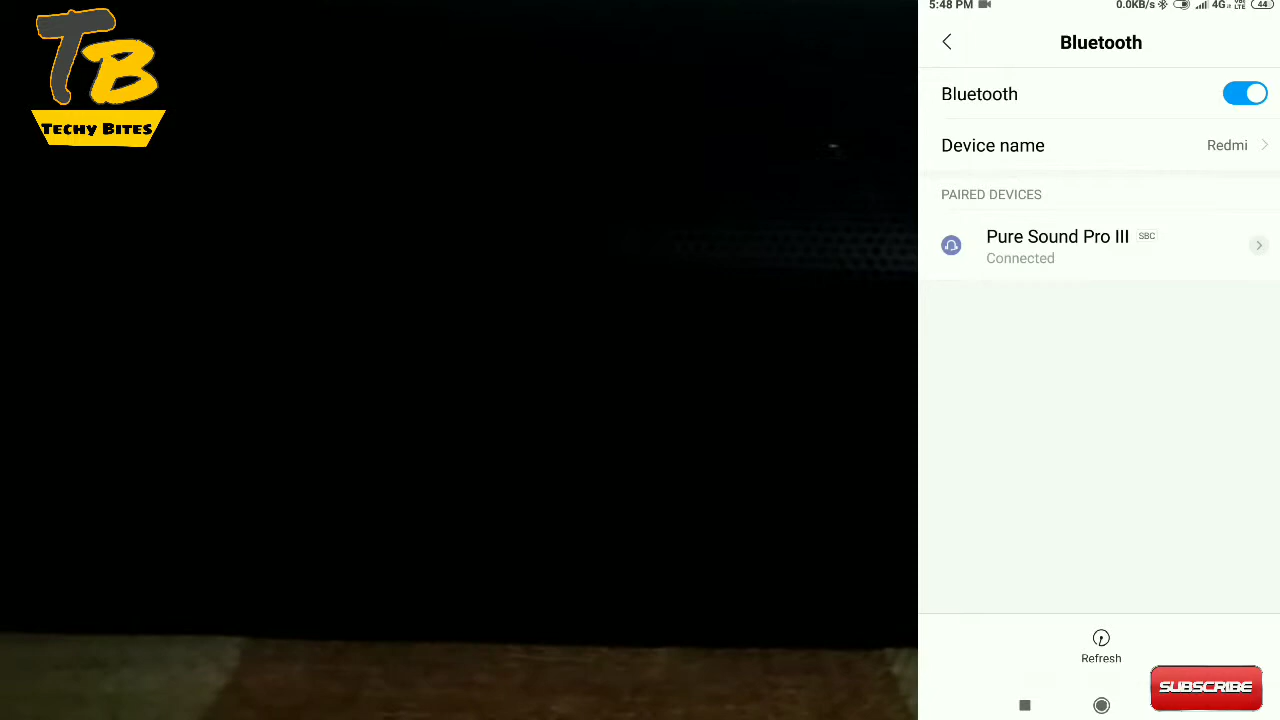 TB
TECHY BITES
5:48 PM
0.0KB/s 4G VoLTE 44
Bluetooth
Bluetooth
Device name
Redmi
PAIRED DEVICES
Pure Sound Pro III SBC
Connected
Refresh
SUBSCRIBE